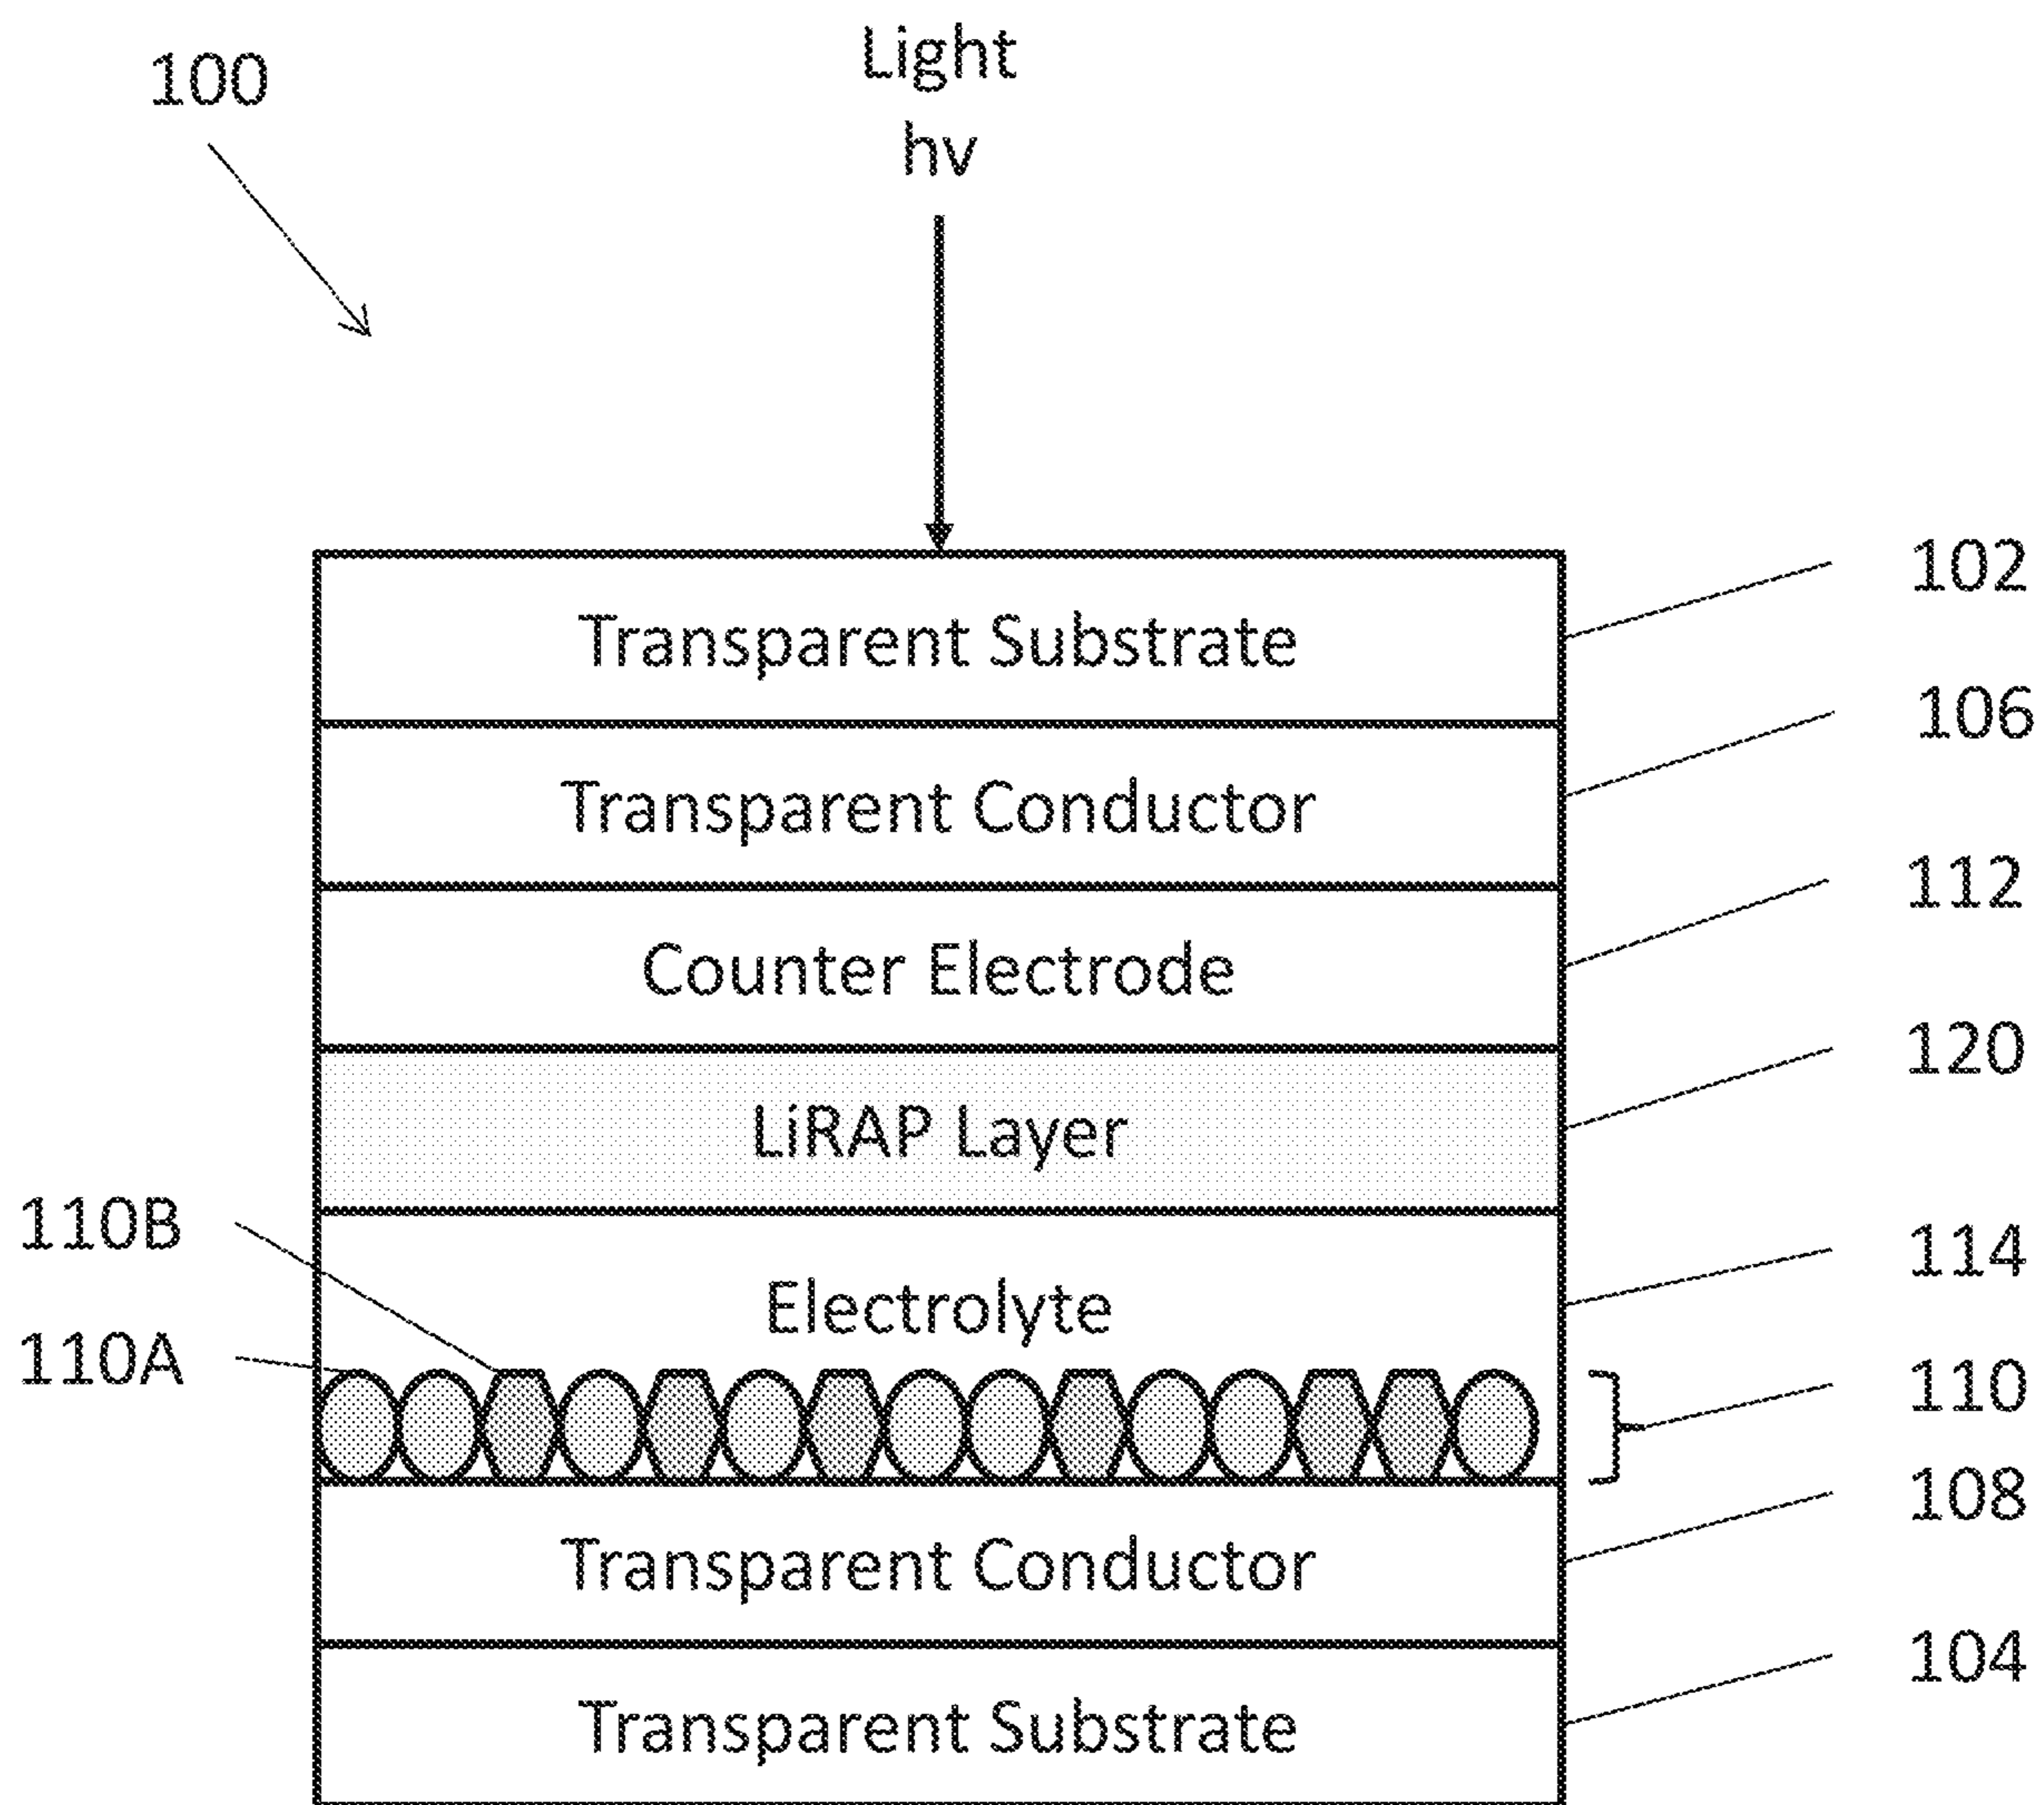 100
Light
hv
Transparent Substrate
102
Transparent Conductor
106
Counter Electrode
112
LiRAP Layer
120
110B
Electrolyte
114
110A
110
Transparent Conductor
108
Transparent Substrate
104